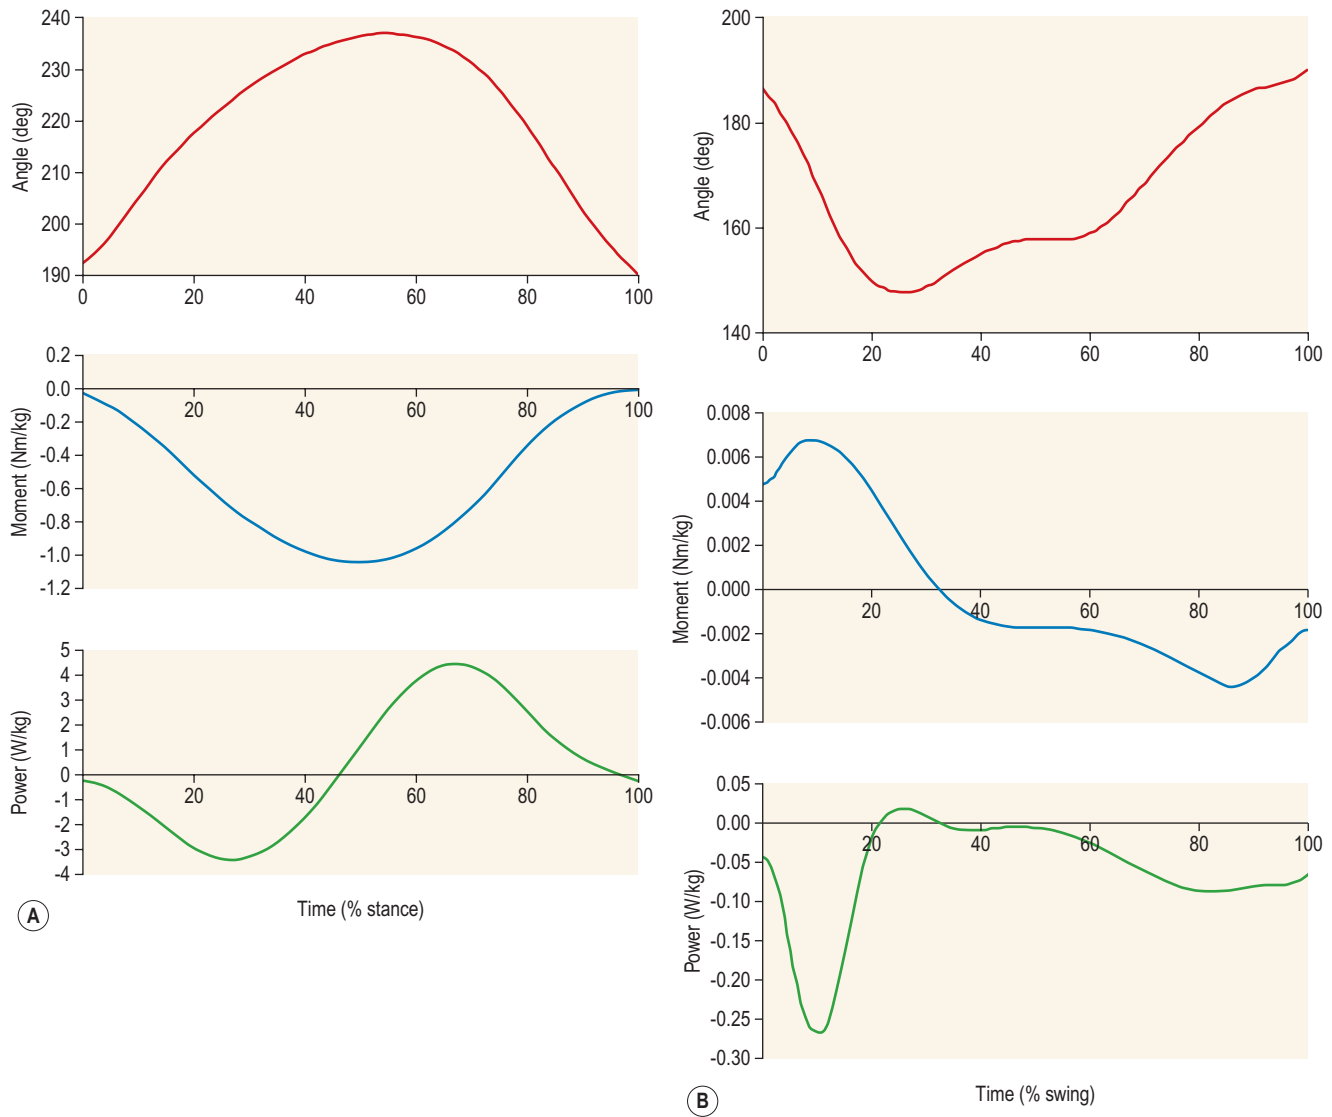 240
230
220
210
200
190
Angle (deg)
0 20 40 60 80 100
0.2
0.0
-0.2
-0.4
-0.6
-0.8
-1.0
-1.2
Moment (Nm/kg)
20 40 60 80 100
5
4
3
2
1
0
-1
-2
-3
-4
Power (W/kg)
20 40 60 80 100
Time (% stance)
A
200
180
160
140
Angle (deg)
0 20 40 60 80 100
0.008
0.006
0.004
0.002
0.000
-0.002
-0.004
-0.006
Moment (Nm/kg)
20 40 60 80 100
0.05
0.00
-0.05
-0.10
-0.15
-0.20
-0.25
-0.30
Power (W/kg)
20 40 60 80 100
Time (% swing)
B